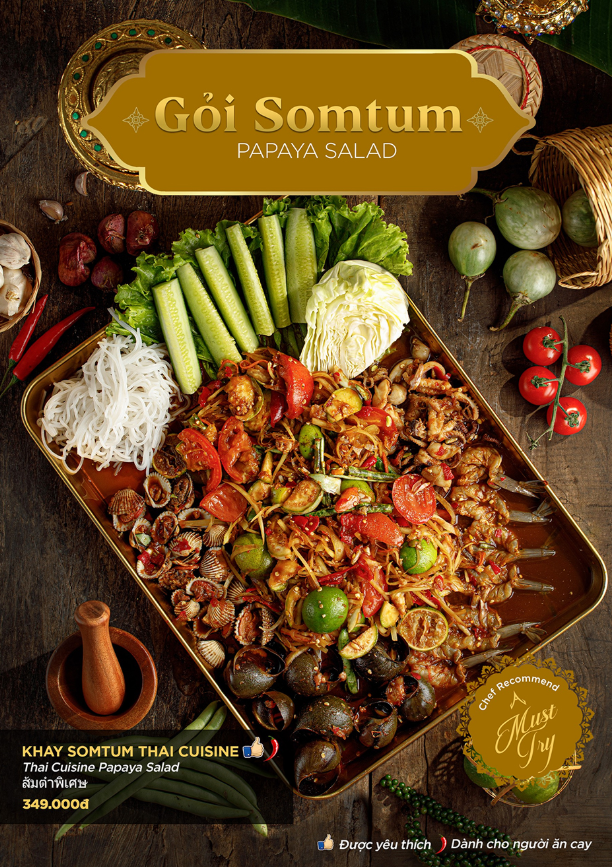 Gỏi Somtum
PAPAYA SALAD
Chef Recommend
A
Must
Try
KHAY SOMTUM THAI CUISINE
Thai Cuisine Papaya Salad
ส้มตำพิเศษ
349.000đ
Được yêu thích
Dành cho người ăn cay